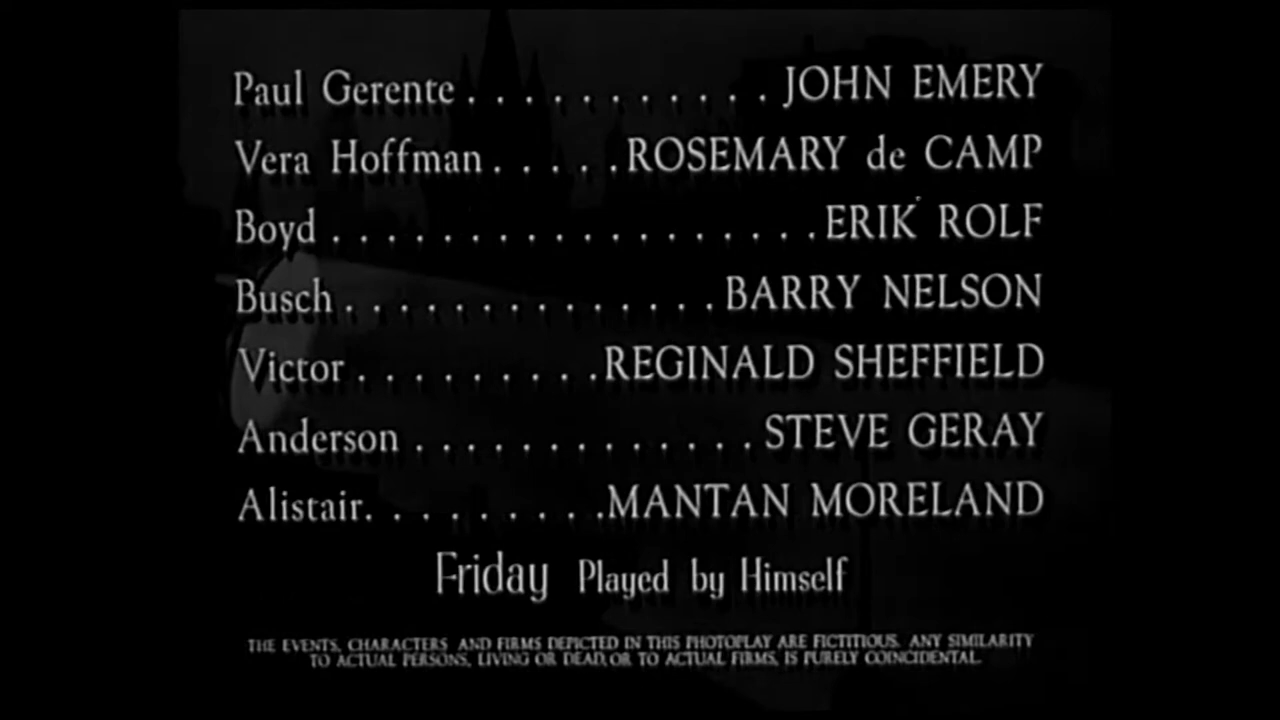 Paul Gerente . . . . . . . . . . . JOHN EMERY
Vera Hoffman . . . . . ROSEMARY de CAMP
Boyd . . . . . . . . . . . . . . . . . . ERIK ROLF
Busch . . . . . . . . . . . . . . BARRY NELSON
Victor . . . . . . . . . REGINALD SHEFFIELD
Anderson . . . . . . . . . . . . . STEVE GERAY
Alistair. . . . . . . . . MANTAN MORELAND
Friday Played by Himself
THE EVENTS, CHARACTERS AND FIRMS DEPICTED IN THIS PHOTOPLAY ARE FICTITIOUS. ANY SIMILARITY
TO ACTUAL PERSONS, LIVING OR DEAD, OR TO ACTUAL FIRMS, IS PURELY COINCIDENTAL.